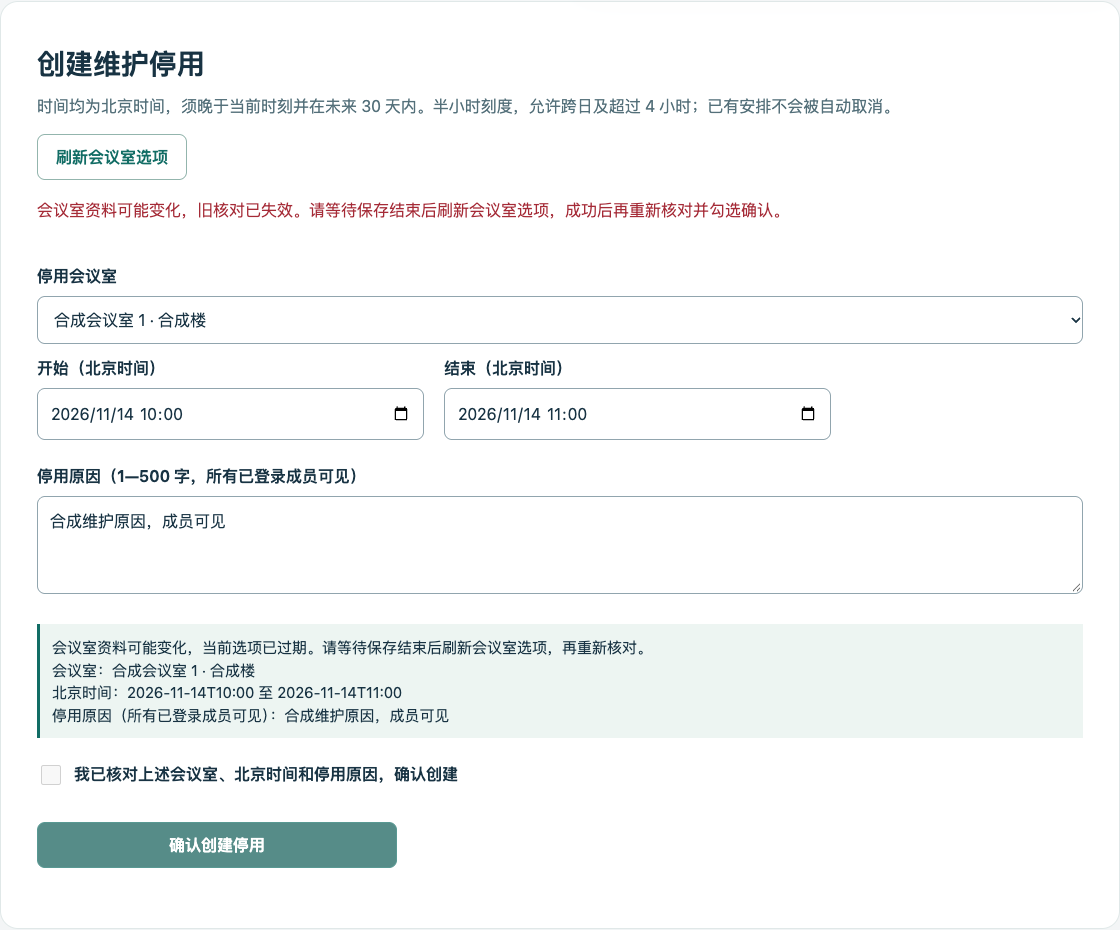 创建维护停用
时间均为北京时间，须晚于当前时刻并在未来 30 天内。半小时刻度，允许跨日及超过 4 小时；已有安排不会被自动取消。
刷新会议室选项
会议室资料可能变化，旧核对已失效。请等待保存结束后刷新会议室选项，成功后再重新核对并勾选确认。
停用会议室
合成会议室 1 · 合成楼
开始（北京时间）
结束（北京时间）
2026/11/14 10:00
2026/11/14 11:00
停用原因（1—500 字，所有已登录成员可见）
合成维护原因，成员可见
会议室资料可能变化，当前选项已过期。请等待保存结束后刷新会议室选项，再重新核对。
会议室：合成会议室 1 · 合成楼
北京时间：2026-11-14T10:00 至 2026-11-14T11:00
停用原因（所有已登录成员可见）：合成维护原因，成员可见
我已核对上述会议室、北京时间和停用原因，确认创建
确认创建停用